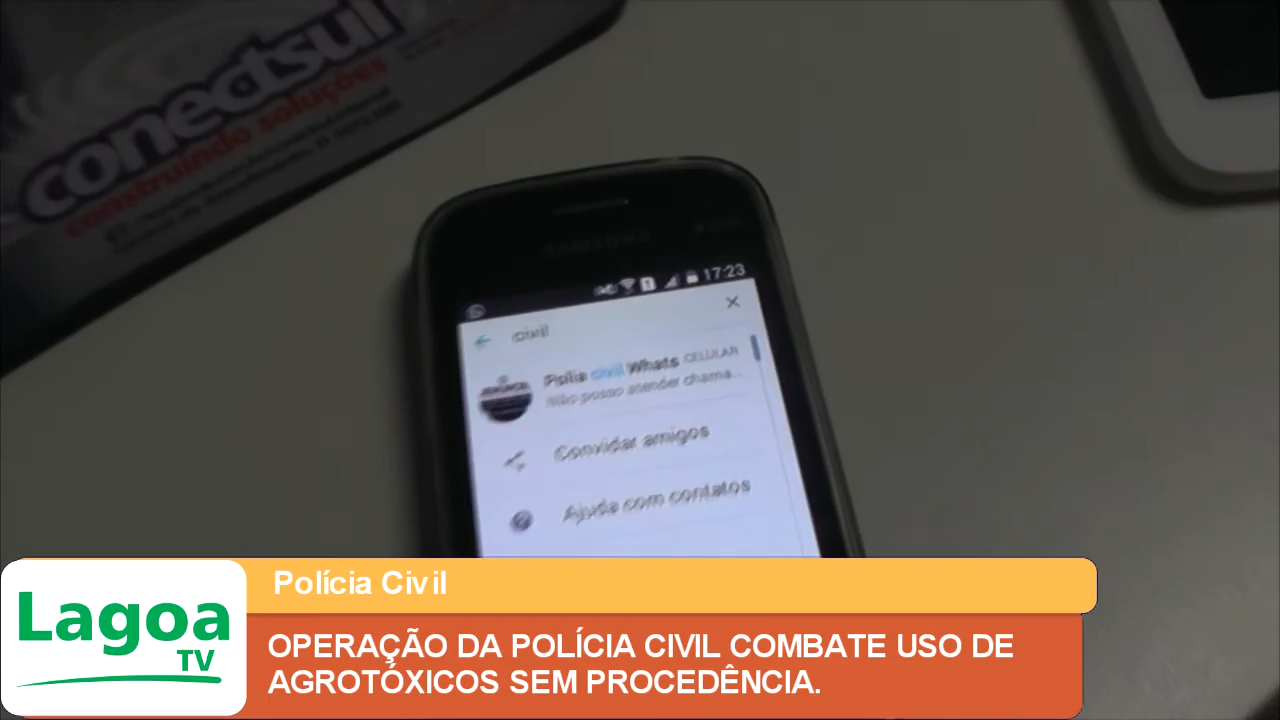 conectsul
construindo soluções
SAMSUNG
17:23
civil
Polia civil Whats CELULAR
Não posso atender chama...
Convidar amigos
Ajuda com contatos
Polícia Civil
Lagoa
TV
OPERAÇÃO DA POLÍCIA CIVIL COMBATE USO DE
AGROTÓXICOS SEM PROCEDÊNCIA.